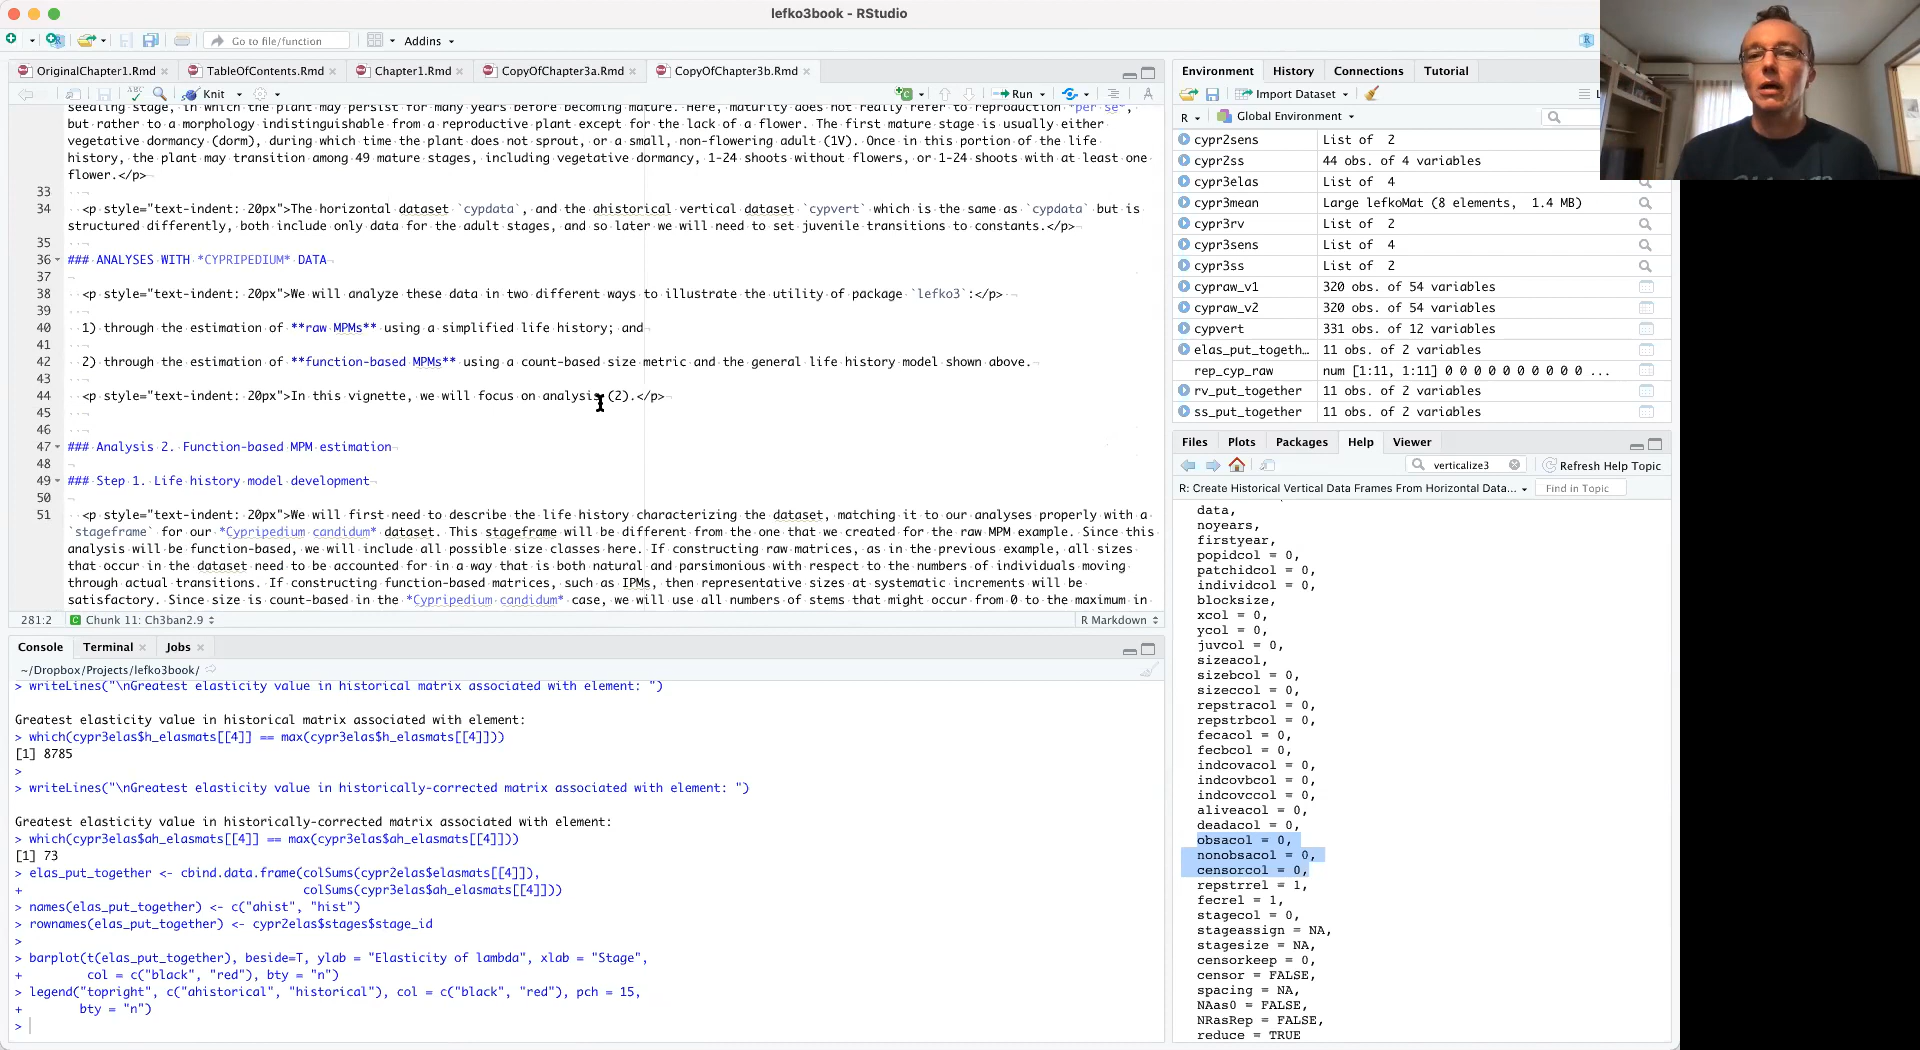 lefko3book - RStudio
Go to file/function
Addins
OriginalChapter1.Rmd
TableOfContents.Rmd
Chapter1.Rmd
CopyOfChapter3a.Rmd
CopyOfChapter3b.Rmd
ABC
Knit
Run
seedling stage, in which the plant may persist for many years before becoming mature. Here, maturity does not really refer to reproduction *per se*,
but rather to a morphology indistinguishable from a reproductive plant except for the lack of a flower. The first mature stage is usually either
vegetative dormancy (dorm), during which time the plant does not sprout, or a small, non-flowering adult (1V). Once in this portion of the life
history, the plant may transition among 49 mature stages, including vegetative dormancy, 1-24 shoots without flowers, or 1-24 shoots with at least one
flower.</p>
33
34 <p style="text-indent: 20px">The horizontal dataset `cypdata`, and the ahistorical vertical dataset `cypvert` which is the same as `cypdata` but is
structured differently, both include only data for the adult stages, and so later we will need to set juvenile transitions to constants.</p>
35
36 ### ANALYSES WITH *CYPRIPEDIUM* DATA
37
38 <p style="text-indent: 20px">We will analyze these data in two different ways to illustrate the utility of package `lefko3`:</p>
39
40 1) through the estimation of **raw MPMs** using a simplified life history; and
41
42 2) through the estimation of **function-based MPMs** using a count-based size metric and the general life history model shown above.
43
44 <p style="text-indent: 20px">In this vignette, we will focus on analysis (2).</p>
45
46
47 ### Analysis 2. Function-based MPM estimation
48
49 ### Step 1. Life history model development
50
51 <p style="text-indent: 20px">We will first need to describe the life history characterizing the dataset, matching it to our analyses properly with a
`stageframe` for our *Cypripedium candidum* dataset. This stageframe will be different from the one that we created for the raw MPM example. Since this
analysis will be function-based, we will include all possible size classes here. If constructing raw matrices, as in the previous example, all sizes
that occur in the dataset need to be accounted for in a way that is both natural and parsimonious with respect to the numbers of individuals moving
through actual transitions. If constructing function-based matrices, such as IPMs, then representative sizes at systematic increments will be
satisfactory. Since size is count-based in the *Cypripedium candidum* case, we will use all numbers of stems that might occur from 0 to the maximum in
281:2 C Chunk 11: Ch3ban2.9 R Markdown
Console Terminal Jobs
~/Dropbox/Projects/lefko3book/
> writeLines("\nGreatest elasticity value in historical matrix associated with element: ")
Greatest elasticity value in historical matrix associated with element:
> which(cypr3elas$h_elasmats[[4]] == max(cypr3elas$h_elasmats[[4]]))
[1] 8785
>
> writeLines("\nGreatest elasticity value in historically-corrected matrix associated with element: ")
Greatest elasticity value in historically-corrected matrix associated with element:
> which(cypr3elas$ah_elasmats[[4]] == max(cypr3elas$ah_elasmats[[4]]))
[1] 73
> elas_put_together <- cbind.data.frame(colSums(cypr2elas$elasmats[[4]]),
+ colSums(cypr3elas$ah_elasmats[[4]]))
> names(elas_put_together) <- c("ahist", "hist")
> rownames(elas_put_together) <- cypr2elas$stages$stage_id
>
> barplot(t(elas_put_together), beside=T, ylab = "Elasticity of lambda", xlab = "Stage",
+ col = c("black", "red"), bty = "n")
> legend("topright", c("ahistorical", "historical"), col = c("black", "red"), pch = 15,
+ bty = "n")
>
Environment History Connections Tutorial
Import Dataset
R Global Environment
cypr2sens List of 2
cypr2ss 44 obs. of 4 variables
cypr3elas List of 4
cypr3mean Large lefkoMat (8 elements, 1.4 MB)
cypr3rv List of 2
cypr3sens List of 4
cypr3ss List of 2
cypraw_v1 320 obs. of 54 variables
cypraw_v2 320 obs. of 54 variables
cypvert 331 obs. of 12 variables
elas_put_togeth… 11 obs. of 2 variables
rep_cyp_raw num [1:11, 1:11] 0 0 0 0 0 0 0 0 0 0 ...
rv_put_together 11 obs. of 2 variables
ss_put_together 11 obs. of 2 variables
Files Plots Packages Help Viewer
verticalize3
Refresh Help Topic
R: Create Historical Vertical Data Frames From Horizontal Data...
Find in Topic
data,
noyears,
firstyear,
popidcol = 0,
patchidcol = 0,
individcol = 0,
blocksize,
xcol = 0,
ycol = 0,
juvcol = 0,
sizeacol,
sizebcol = 0,
sizeccol = 0,
repstracol = 0,
repstrbcol = 0,
fecacol = 0,
fecbcol = 0,
indcovacol = 0,
indcovbcol = 0,
indcovccol = 0,
aliveacol = 0,
deadacol = 0,
obsacol = 0,
nonobsacol = 0,
censorcol = 0,
repstrrel = 1,
fecrel = 1,
stagecol = 0,
stageassign = NA,
stagesize = NA,
censorkeep = 0,
censor = FALSE,
spacing = NA,
NAas0 = FALSE,
NRasRep = FALSE,
reduce = TRUE